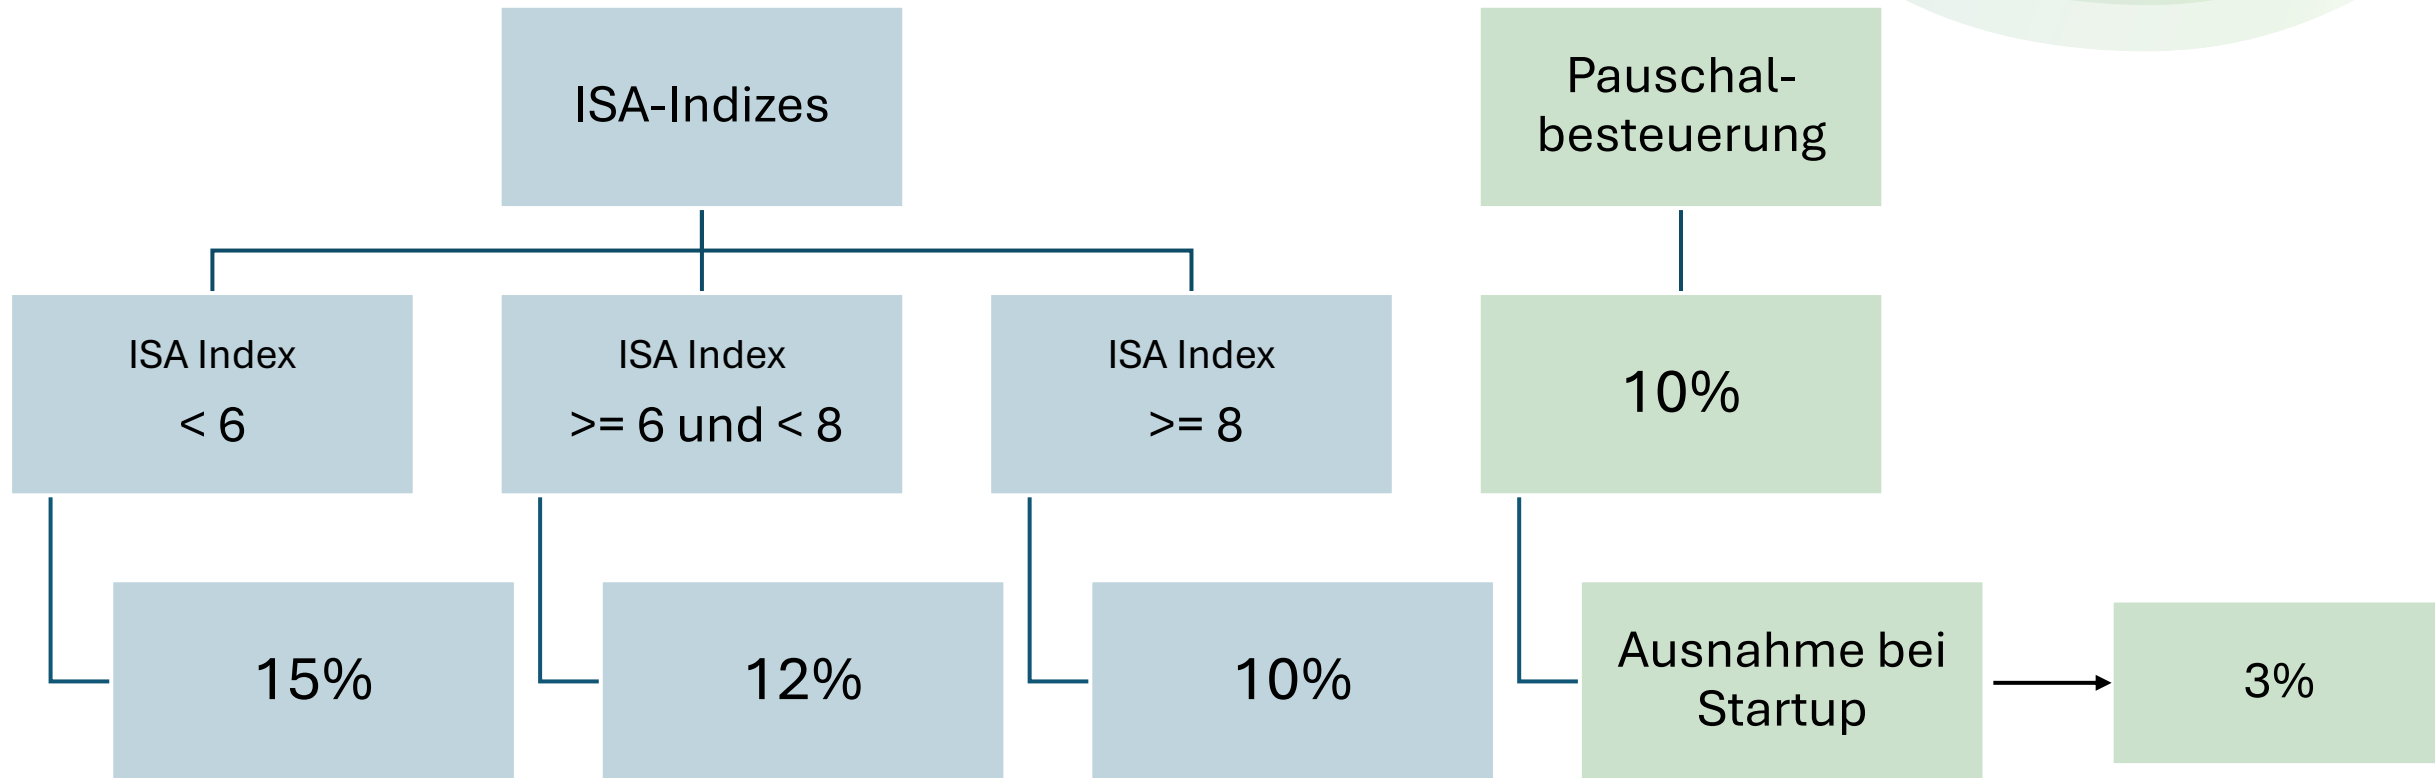 ISA-Indizes
Pauschal-
besteuerung
ISA Index
< 6
ISA Index
>= 6 und < 8
ISA Index
>= 8
10%
15%
12%
10%
Ausnahme bei
Startup
3%